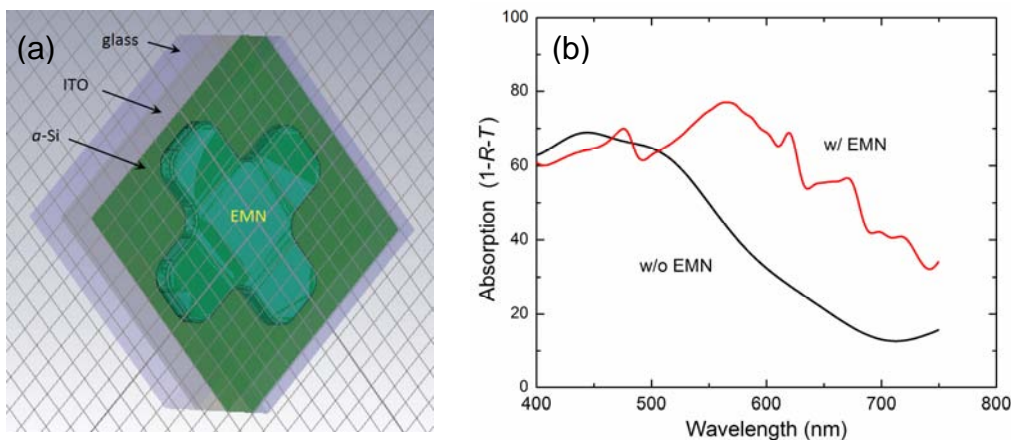 (a)
glass
ITO
a-Si
EMN
(b)
100
80
60
40
20
0
Absorption (1-R-T)
w/ EMN
w/o EMN
400 500 600 700 800
Wavelength (nm)